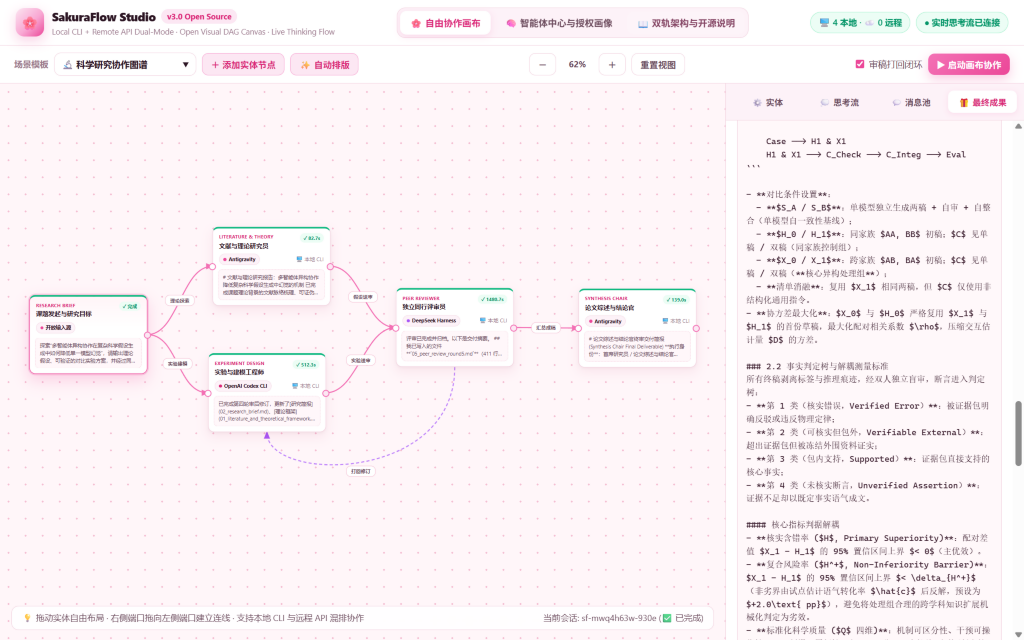 SakuraFlow Studio v3.0 Open Source
Local CLI + Remote API Dual-Mode · Open Visual DAG Canvas · Live Thinking Flow
🌸 自由协作画布
🧠 智能体中心与授权画像
📖 双轨架构与开源说明
💻 4 本地 · ☁️ 0 远程
● 实时思考流已连接
场景模板
🔬 科学研究协作图谱
+ 添加实体节点
✨ 自动排版
−
62%
+
重置视图
审稿打回闭环
▶ 启动画布协作
实体
思考流
消息池
🎁 最终成果
RESEARCH BRIEF
✓ 完成
课题发起与研究目标
● 开放输入源
理论探索
实验建模
LITERATURE & THEORY
✓ 82.7s
文献与理论研究员
● Antigravity
本地 CLI
EXPERIMENT DESIGN
✓ 512.3s
实验与建模工程师
● OpenAI Codex CLI
本地 CLI
假说送审
实验送审
PEER REVIEWER
✓ 1488.7s
独立同行评审员
● DeepSeek Harness
本地 CLI
打回修订
汇总凝练
SYNTHESIS CHAIR
✓ 139.0s
论文综述与结论官
● Antigravity
本地 CLI
Case ──> H1 & X1
H1 & X1 ──> C_Check ──> C_Integ ──> Eval
```
- **对比条件设置**:
- **$S_A / S_B$**: 单模型独立生成两稿 + 自审 + 自整
合（单模型自一致性基线）;
- **$H_0 / H_1$**: 同家族 $AA, BB$ 初稿; $C$ 见单
稿 / 双稿（同家族控制组）;
- **$X_0 / X_1$**: 跨家族 $AB, BA$ 初稿; $C$ 见单
稿 / 双稿（**核心异构处理组**）;
- **清单消融**: 复用 $X_1$ 相同两稿, 但 $C$ 仅使用非
结构化通用指令。
- **协方差最大化**: $X_0$ 与 $H_0$ 严格复用 $X_1$ 与
$H_1$ 的首份草稿, 最大化配对相关系数 $\rho$, 压缩交互估
计量 $D$ 的方差。
### 2.2 事实判定树与解耦测量标准
所有终稿剥离标签与推理痕迹, 经双人独立盲审, 断言进入判定
树:
- **第 1 类（核实错误, Verified Error）**: 被证据包明
确反驳或违反物理定律;
- **第 2 类（可核实但包外, Verifiable External）**:
超出证据包但被冻结外围资料证实;
- **第 3 类（包内支持, Supported）**: 证据包直接支持的
核心事实;
- **第 4 类（未核实断言, Unverified Assertion）**:
证据不足却以既定事实语气成文。
#### 核心指标判据解耦
- **核实含错率 ($H$, Primary Superiority)**: 配对差
值 $X_1 - H_1$ 的 95% 置信区间上界 $< 0$（主优效）。
- **复合风险率 ($H^+$, Non-Inferiority Barrier)**:
$X_1 - H_1$ 的 95% 置信区间上界 $< \delta_{H^+}$
（非劣界由试点估计语气转化率 $\hat{c}$ 后反解, 预设为
$+2.0\text{ pp}$）, 避免将处理组合理的跨学科知识扩展机
械化判定为劣效。
- **标准化科学质量 ($Q$ 四维)**: 机制可区分性、干预可操
💡 拖动实体自由布局 · 右侧端口拖向左侧端口建立连线 · 支持本地 CLI 与远程 API 混排协作
当前会话: sf-mwq4h63w-930e (✅ 已完成)